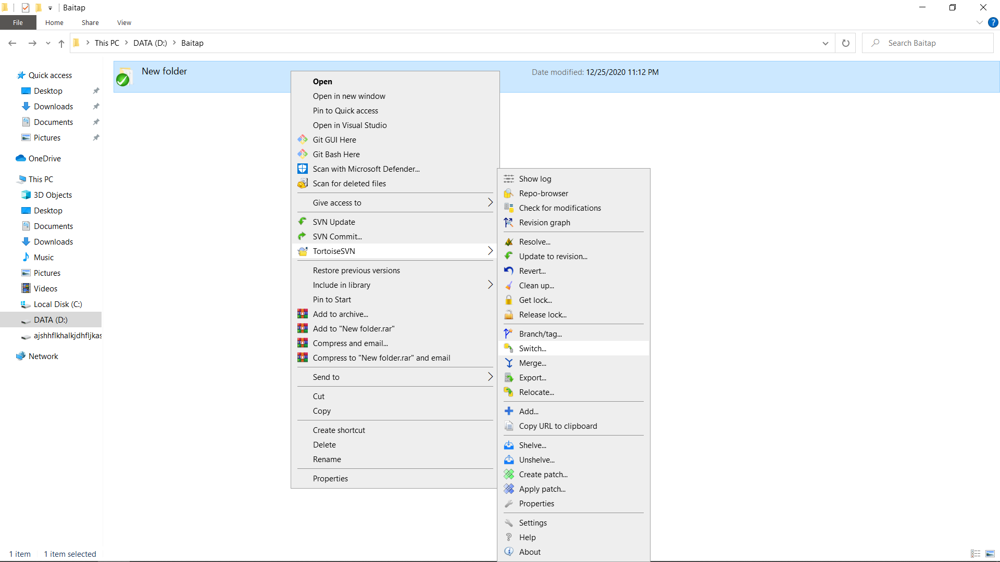 Baitap
File Home Share View
This PC DATA (D:) Baitap
Search Baitap
Quick access
Desktop
Downloads
Documents
Pictures
OneDrive
This PC
3D Objects
Desktop
Documents
Downloads
Music
Pictures
Videos
Local Disk (C:)
DATA (D:)
ajshhflkhalkjdhfljkas
Network
New folder
Date modified: 12/25/2020 11:12 PM
Open
Open in new window
Pin to Quick access
Open in Visual Studio
Git GUI Here
Git Bash Here
Scan with Microsoft Defender...
Scan for deleted files
Give access to
SVN Update
SVN Commit...
TortoiseSVN
Restore previous versions
Include in library
Pin to Start
Add to archive...
Add to "New folder.rar"
Compress and email...
Compress to "New folder.rar" and email
Send to
Cut
Copy
Create shortcut
Delete
Rename
Properties
Show log
Repo-browser
Check for modifications
Revision graph
Resolve...
Update to revision...
Revert...
Clean up...
Get lock...
Release lock...
Branch/tag...
Switch...
Merge...
Export...
Relocate...
Add...
Copy URL to clipboard
Shelve...
Unshelve...
Create patch...
Apply patch...
Properties
Settings
Help
About
1 item 1 item selected